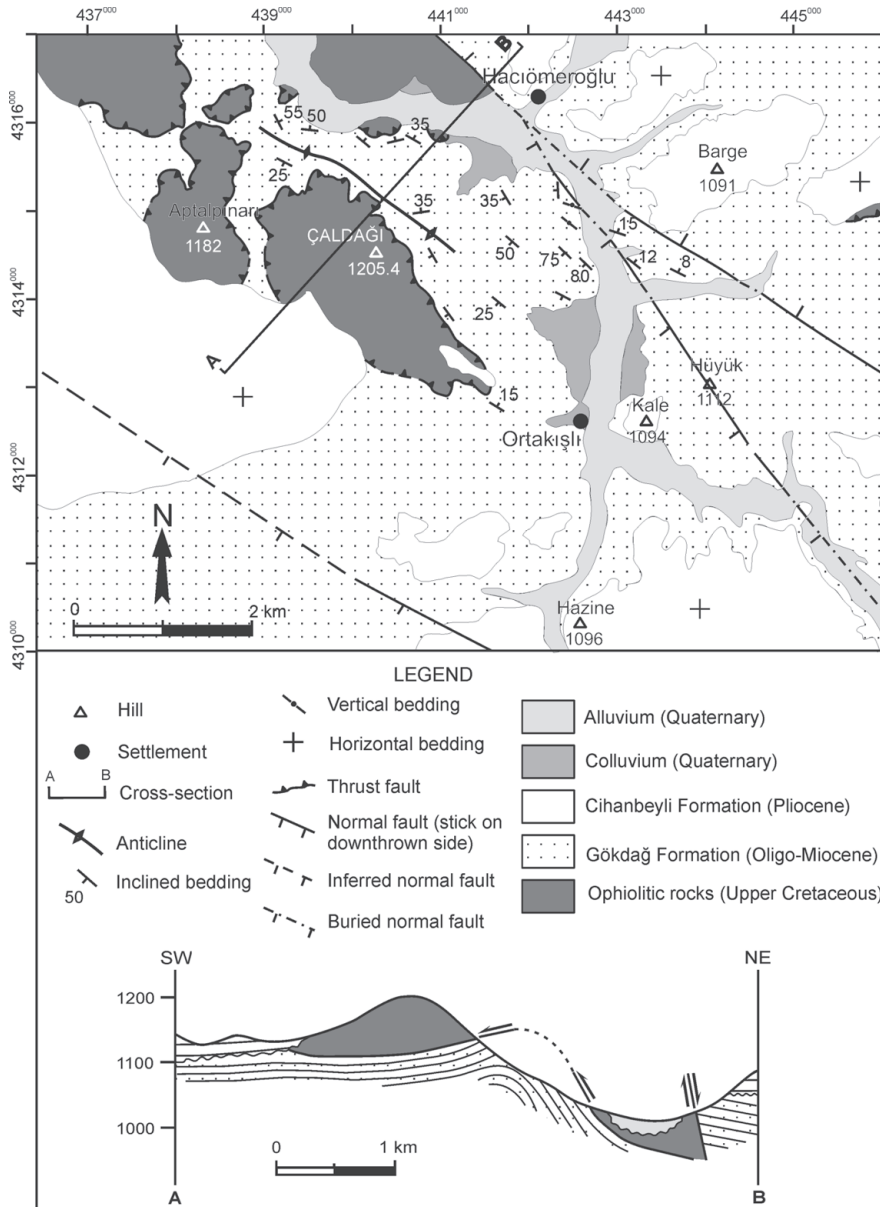 437000
439000
441000
443000
445000
4316000
4314000
4312000
4310000
B
Hacıömeroğlu
55
50
35
25
Barge
1091
Aptalpınarı
1182
ÇALDAĞI
1205.4
35
35
15
50
75
80
12
8
25
A
15
Hüyük
1112
Kale
1094
Ortakışlı
N
0
2 km
Hazine
1096
LEGEND
Hill
Settlement
A
B
Cross-section
Anticline
Inclined bedding
50
Vertical bedding
Horizontal bedding
Thrust fault
Normal fault (stick on
downthrown side)
Inferred normal fault
Buried normal fault
Alluvium (Quaternary)
Colluvium (Quaternary)
Cihanbeyli Formation (Pliocene)
Gökdağ Formation (Oligo-Miocene)
Ophiolitic rocks (Upper Cretaceous)
SW
NE
1200
1100
1000
0
1 km
A
B